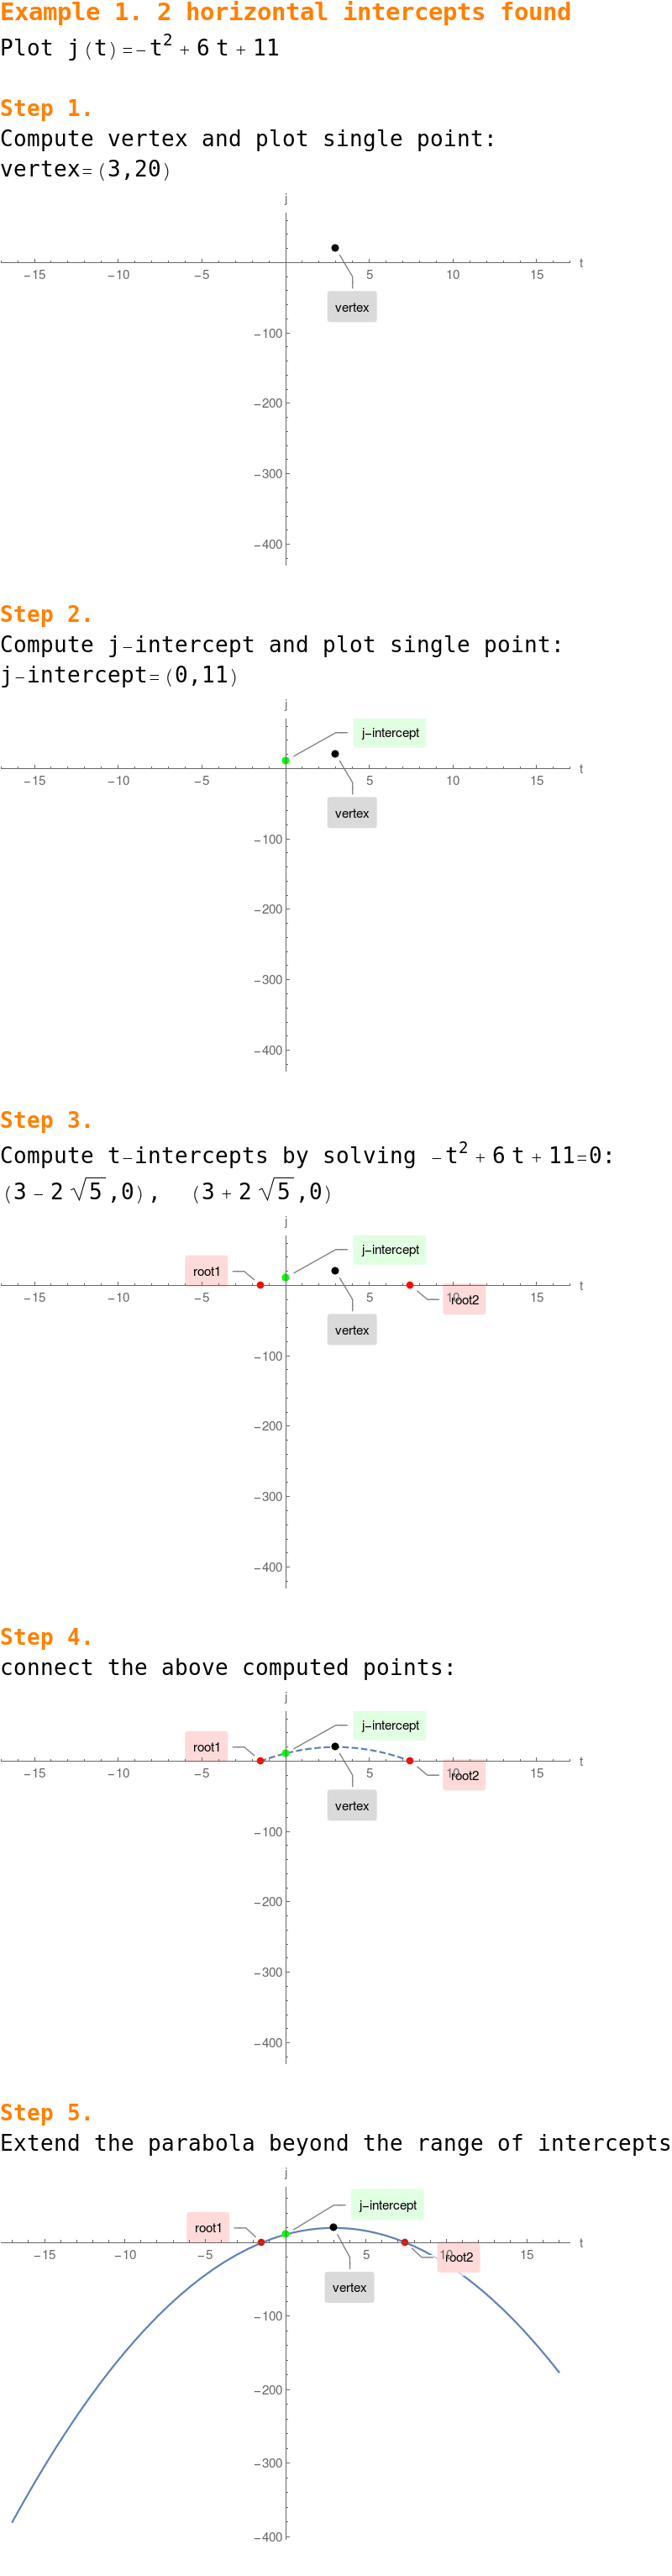 Example 1. 2 horizontal intercepts found
Plot j(t)=-t²+6 t+11
Step 1.
Compute vertex and plot single point:
vertex=(3,20)
j
−15 −10 −5 5 10 15 t
vertex
−100
−200
−300
−400
Step 2.
Compute j-intercept and plot single point:
j-intercept=(0,11)
j
j−intercept
−15 −10 −5 5 10 15 t
vertex
−100
−200
−300
−400
Step 3.
Compute t-intercepts by solving -t²+6 t+11=0:
(3-2 √5,0), (3+2 √5,0)
j
j−intercept
root1
−15 −10 −5 5 10 15 t
root2
vertex
−100
−200
−300
−400
Step 4.
connect the above computed points:
j
j−intercept
root1
−15 −10 −5 5 10 15 t
root2
vertex
−100
−200
−300
−400
Step 5.
Extend the parabola beyond the range of intercepts
j
j−intercept
root1
−15 −10 −5 5 10 15 t
root2
vertex
−100
−200
−300
−400